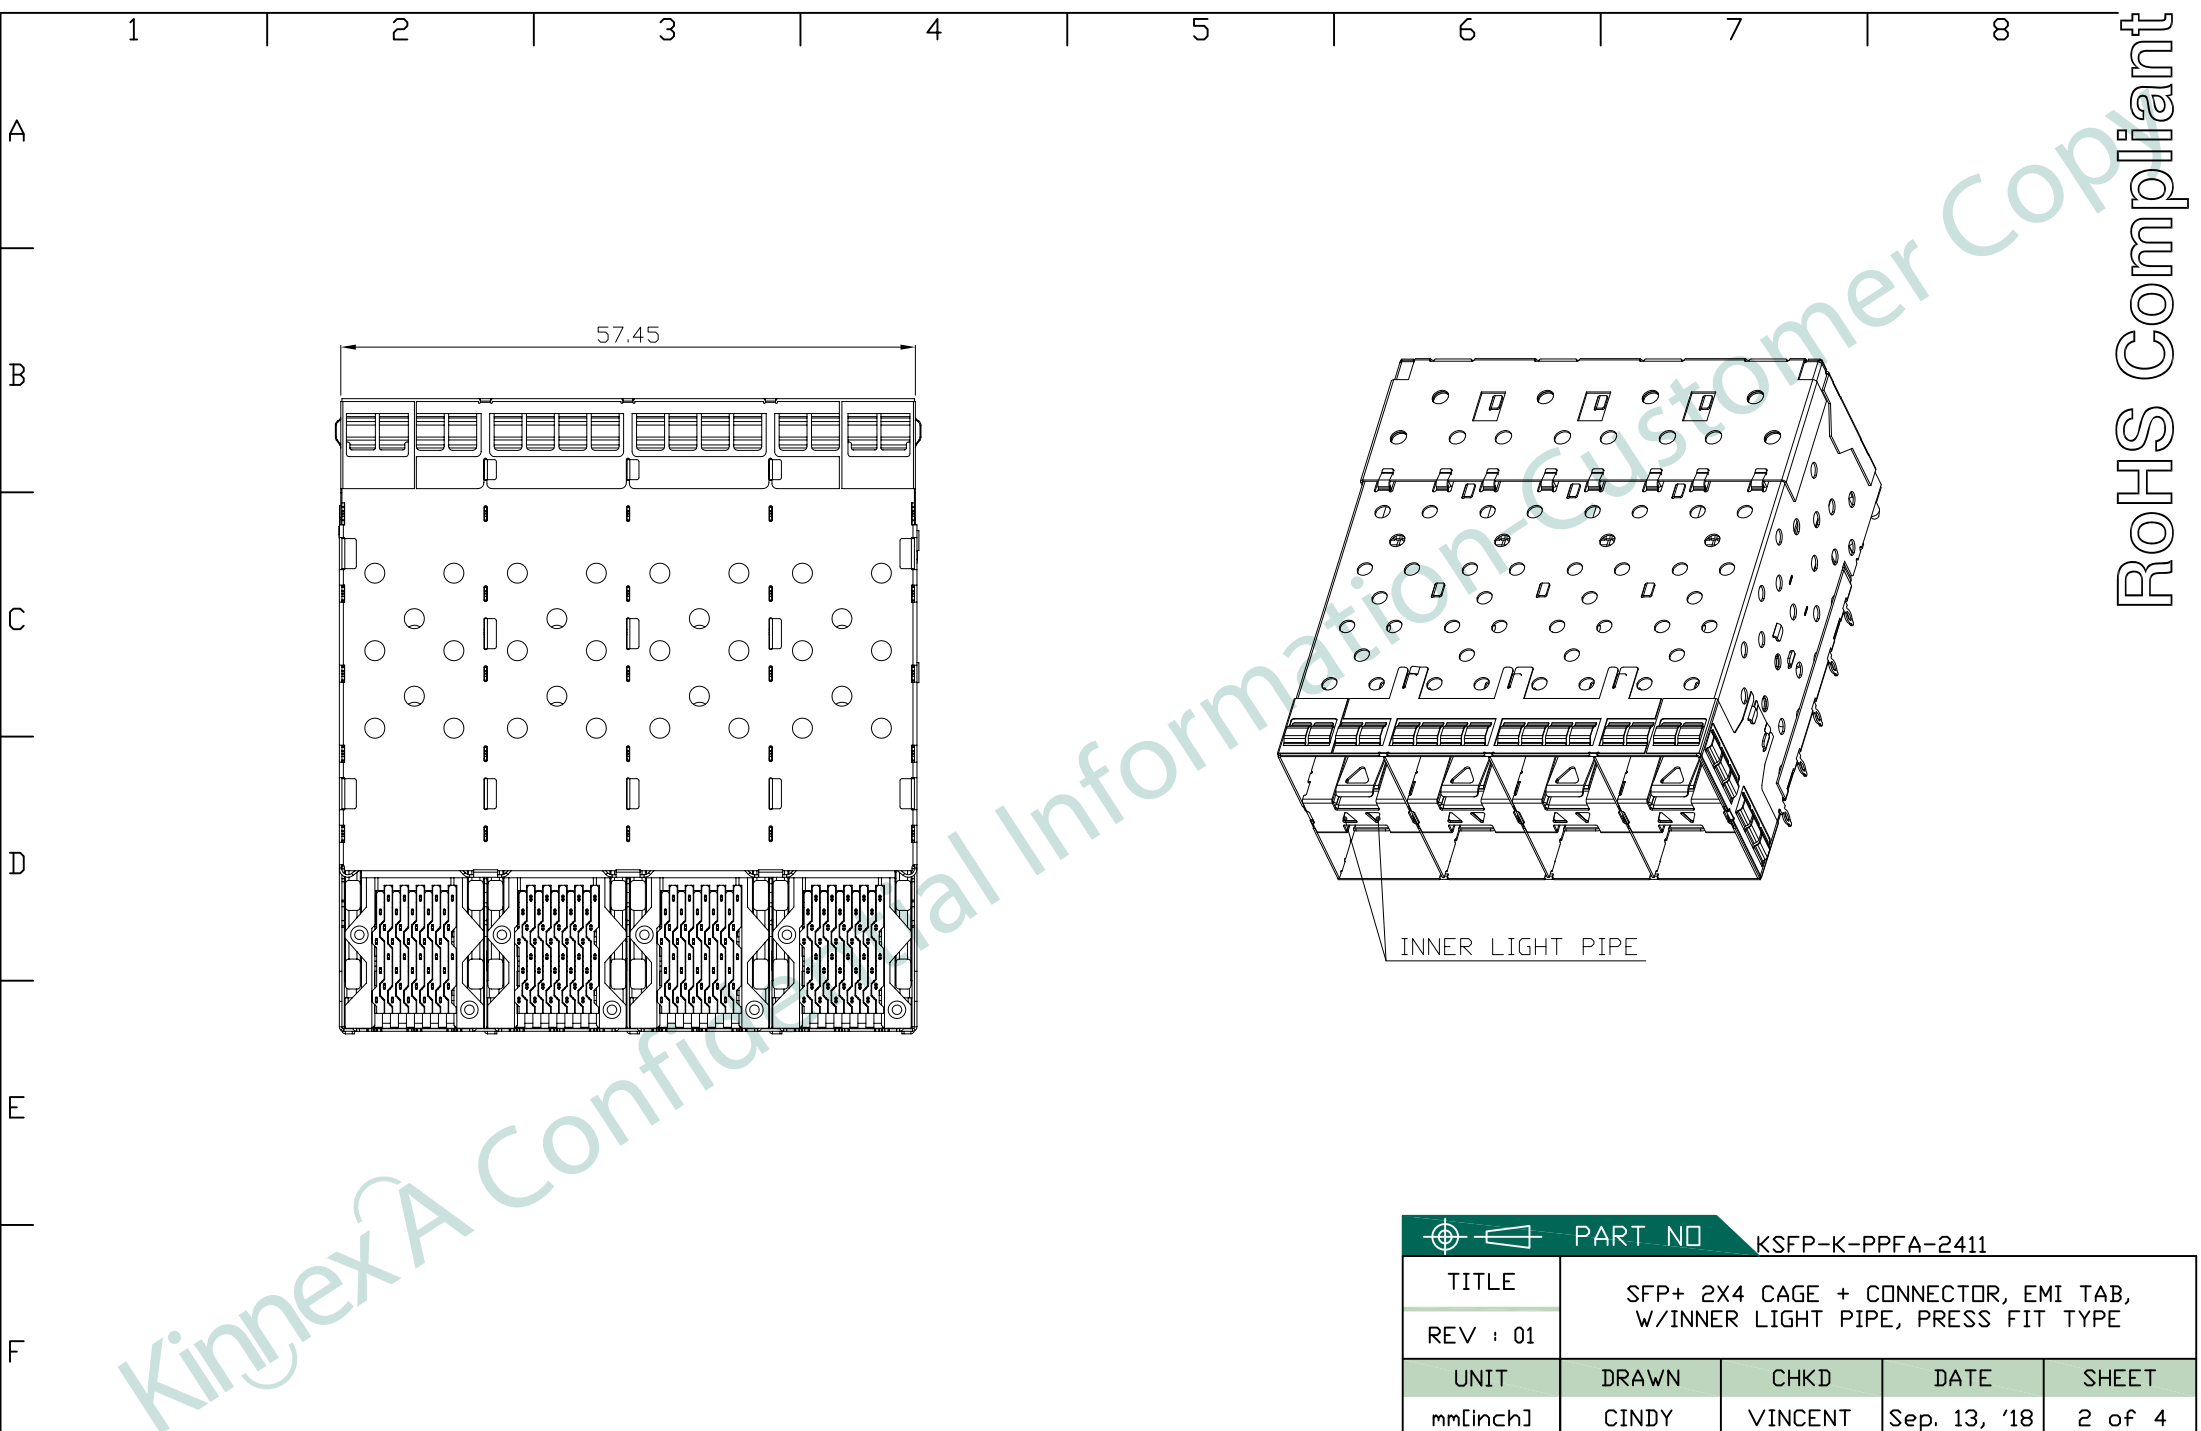 1 2 3 4 5 6 7 8
RoHS Compliant
A
B
C
D
E
F
57.45
INNER LIGHT PIPE
Kinnex A Confidential Information-Customer Copy
PART NO KSFP-K-PPFA-2411
TITLE
SFP+ 2X4 CAGE + CONNECTOR, EMI TAB,
W/INNER LIGHT PIPE, PRESS FIT TYPE
REV : 01
UNIT DRAWN CHKD DATE SHEET
mm[inch] CINDY VINCENT Sep. 13, '18 2 of 4